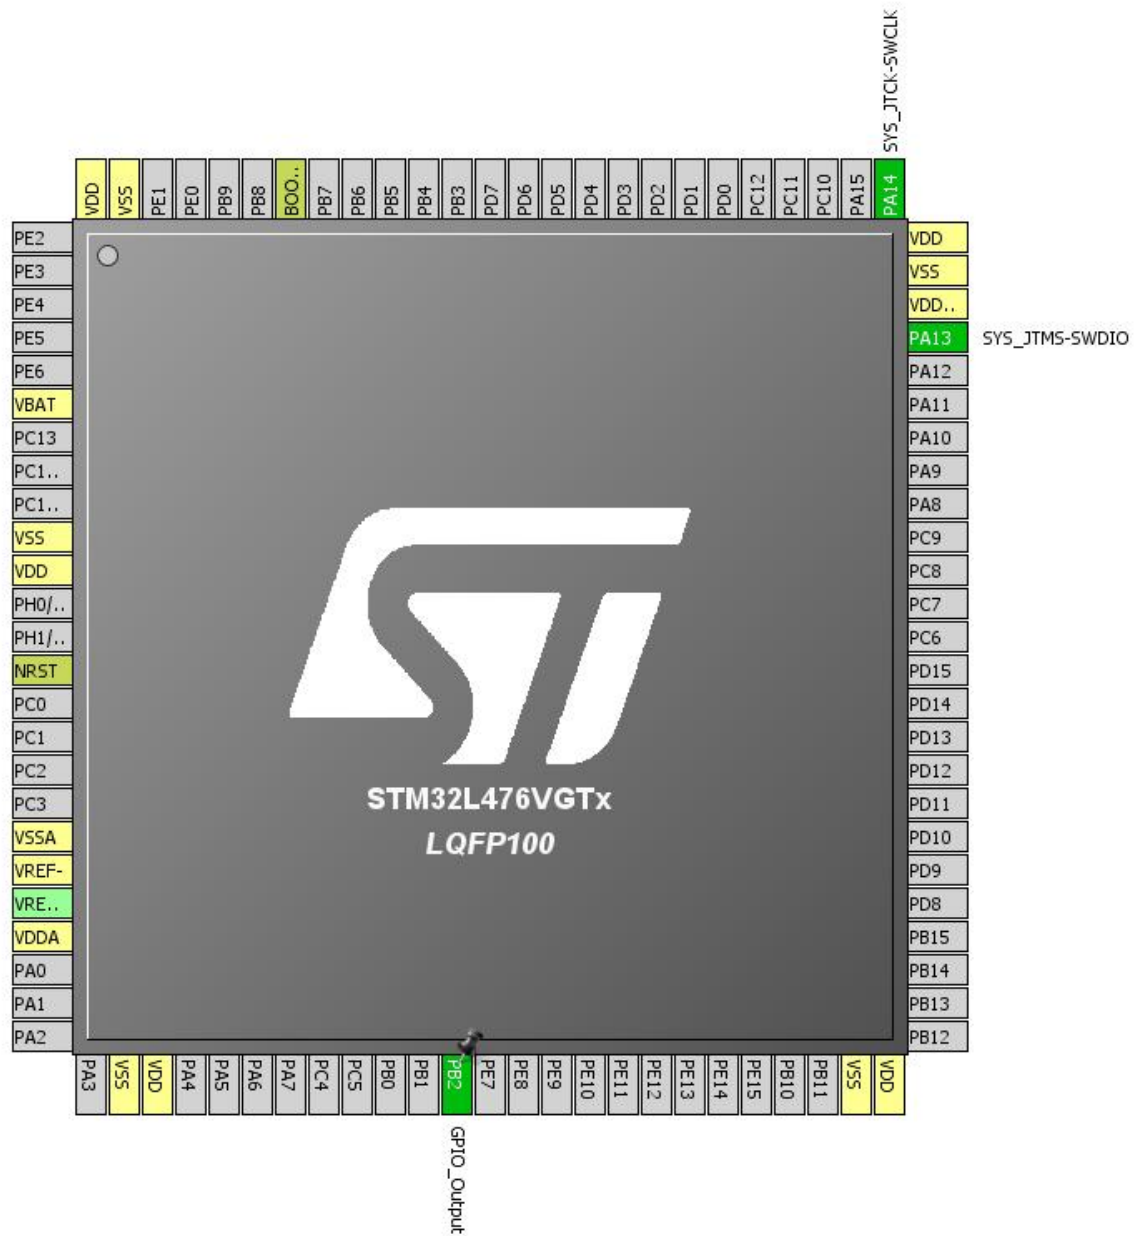 SYS_JTCK-SWCLK
VDD
VSS
PE1
PE0
PB9
PB8
BOO..
PB7
PB6
PB5
PB4
PB3
PD7
PD6
PD5
PD4
PD3
PD2
PD1
PD0
PC12
PC11
PC10
PA15
PA14
PE2
PE3
PE4
PE5
PE6
VBAT
PC13
PC1..
PC1..
VSS
VDD
PH0/..
PH1/..
NRST
PC0
PC1
PC2
PC3
VSSA
VREF-
VRE..
VDDA
PA0
PA1
PA2
STM32L476VGTx
LQFP100
VDD
VSS
VDD..
PA13 SYS_JTMS-SWDIO
PA12
PA11
PA10
PA9
PA8
PC9
PC8
PC7
PC6
PD15
PD14
PD13
PD12
PD11
PD10
PD9
PD8
PB15
PB14
PB13
PB12
PA3
VSS
VDD
PA4
PA5
PA6
PA7
PC4
PC5
PB0
PB1
PB2
PE7
PE8
PE9
PE10
PE11
PE12
PE13
PE14
PE15
PB10
PB11
VSS
VDD
GPIO_Output